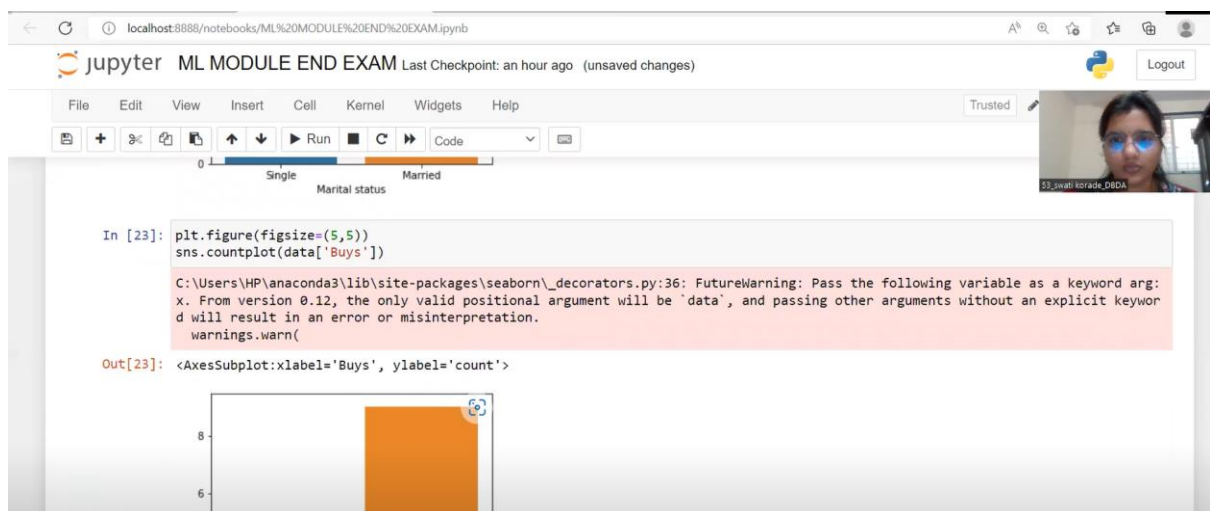 localhost:8888/notebooks/ML%20MODULE%20END%20EXAM.ipynb
jupyter ML MODULE END EXAM Last Checkpoint: an hour ago (unsaved changes)
Logout
File Edit View Insert Cell Kernel Widgets Help
Trusted
Run Code
53_swati korade_DBDA
0
Single Married
Marital status
In [23]: plt.figure(figsize=(5,5))
sns.countplot(data['Buys'])
C:\Users\HP\anaconda3\lib\site-packages\seaborn\_decorators.py:36: FutureWarning: Pass the following variable as a keyword arg:
x. From version 0.12, the only valid positional argument will be `data`, and passing other arguments without an explicit keywor
d will result in an error or misinterpretation.
warnings.warn(
Out[23]: <AxesSubplot:xlabel='Buys', ylabel='count'>
8
6